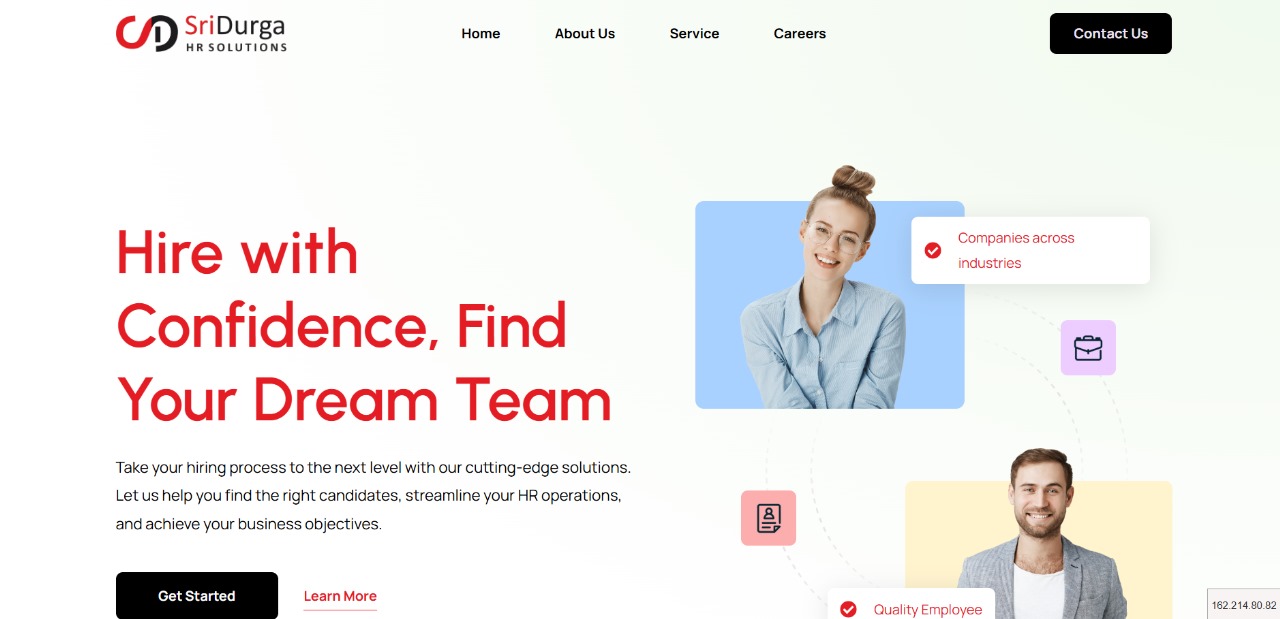 SriDurga
HR SOLUTIONS
Home
About Us
Service
Careers
Contact Us
Hire with
Confidence, Find
Your Dream Team
Take your hiring process to the next level with our cutting-edge solutions.
Let us help you find the right candidates, streamline your HR operations,
and achieve your business objectives.
Get Started
Learn More
Companies across
industries
Quality Employee
162.214.80.82